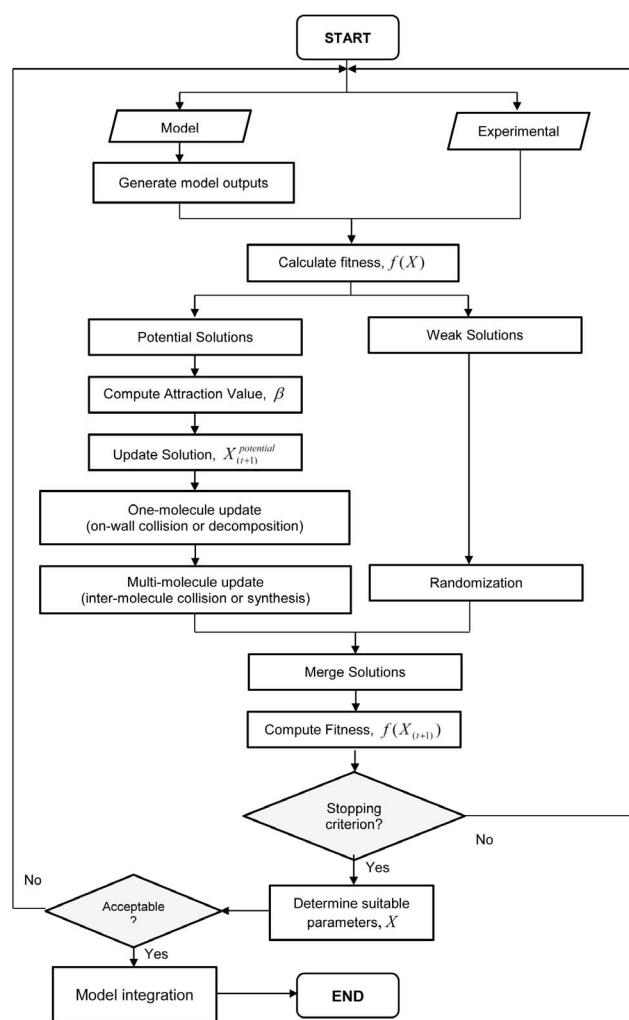 START
Model
Experimental
Generate model outputs
Calculate fitness, f(X)
Potential Solutions
Weak Solutions
Compute Attraction Value, β
Update Solution, X_{(t+1)}^{potential}
One-molecule update
(on-wall collision or decomposition)
Multi-molecule update
(inter-molecule collision or synthesis)
Randomization
Merge Solutions
Compute Fitness, f(X_{(t+1)})
Stopping
criterion?
No
Yes
No
Determine suitable
parameters, X
Acceptable
?
Yes
Model integration
END